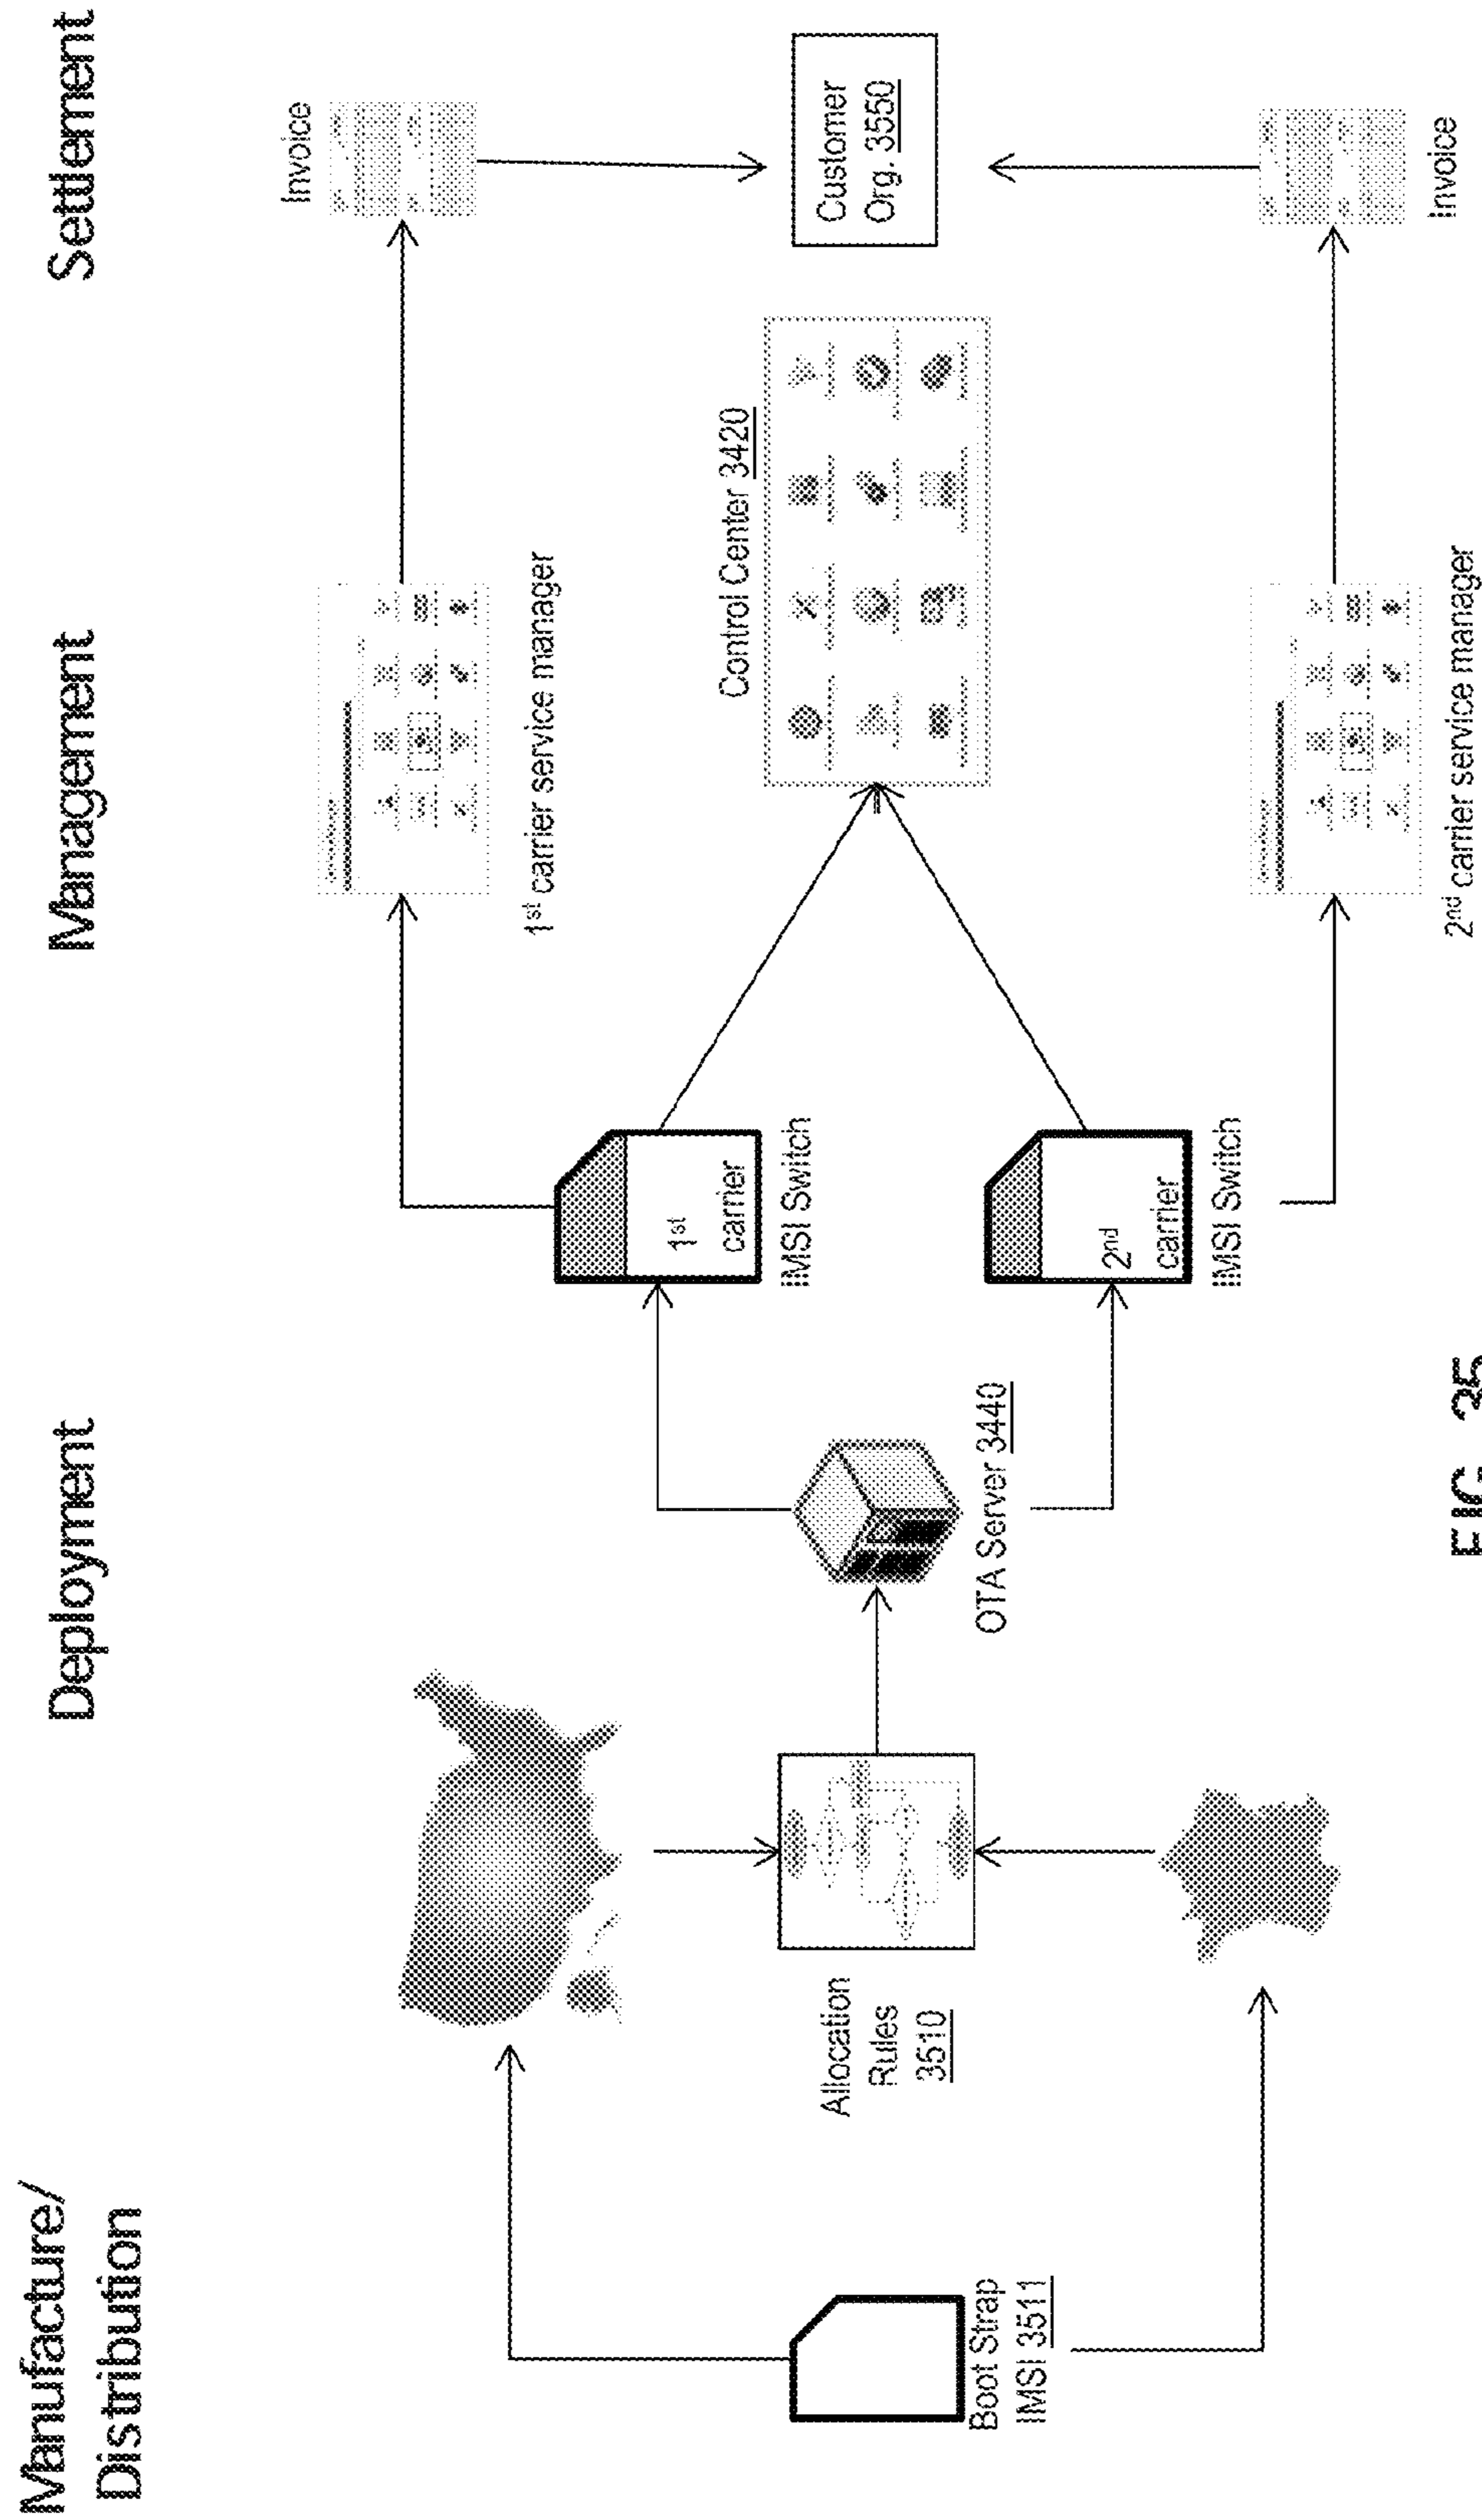 Manufacture/
Distribution
Deployment
Management
Settlement
Boot Strap
IMSI 3511
Allocation
Rules
3510
OTA Server 3440
1st
carrier
IMSI Switch
2nd
carrier
IMSI Switch
1st carrier service manager
Control Center 3420
2nd carrier service manager
Invoice
Customer
Org. 3550
Invoice
FIG. 35